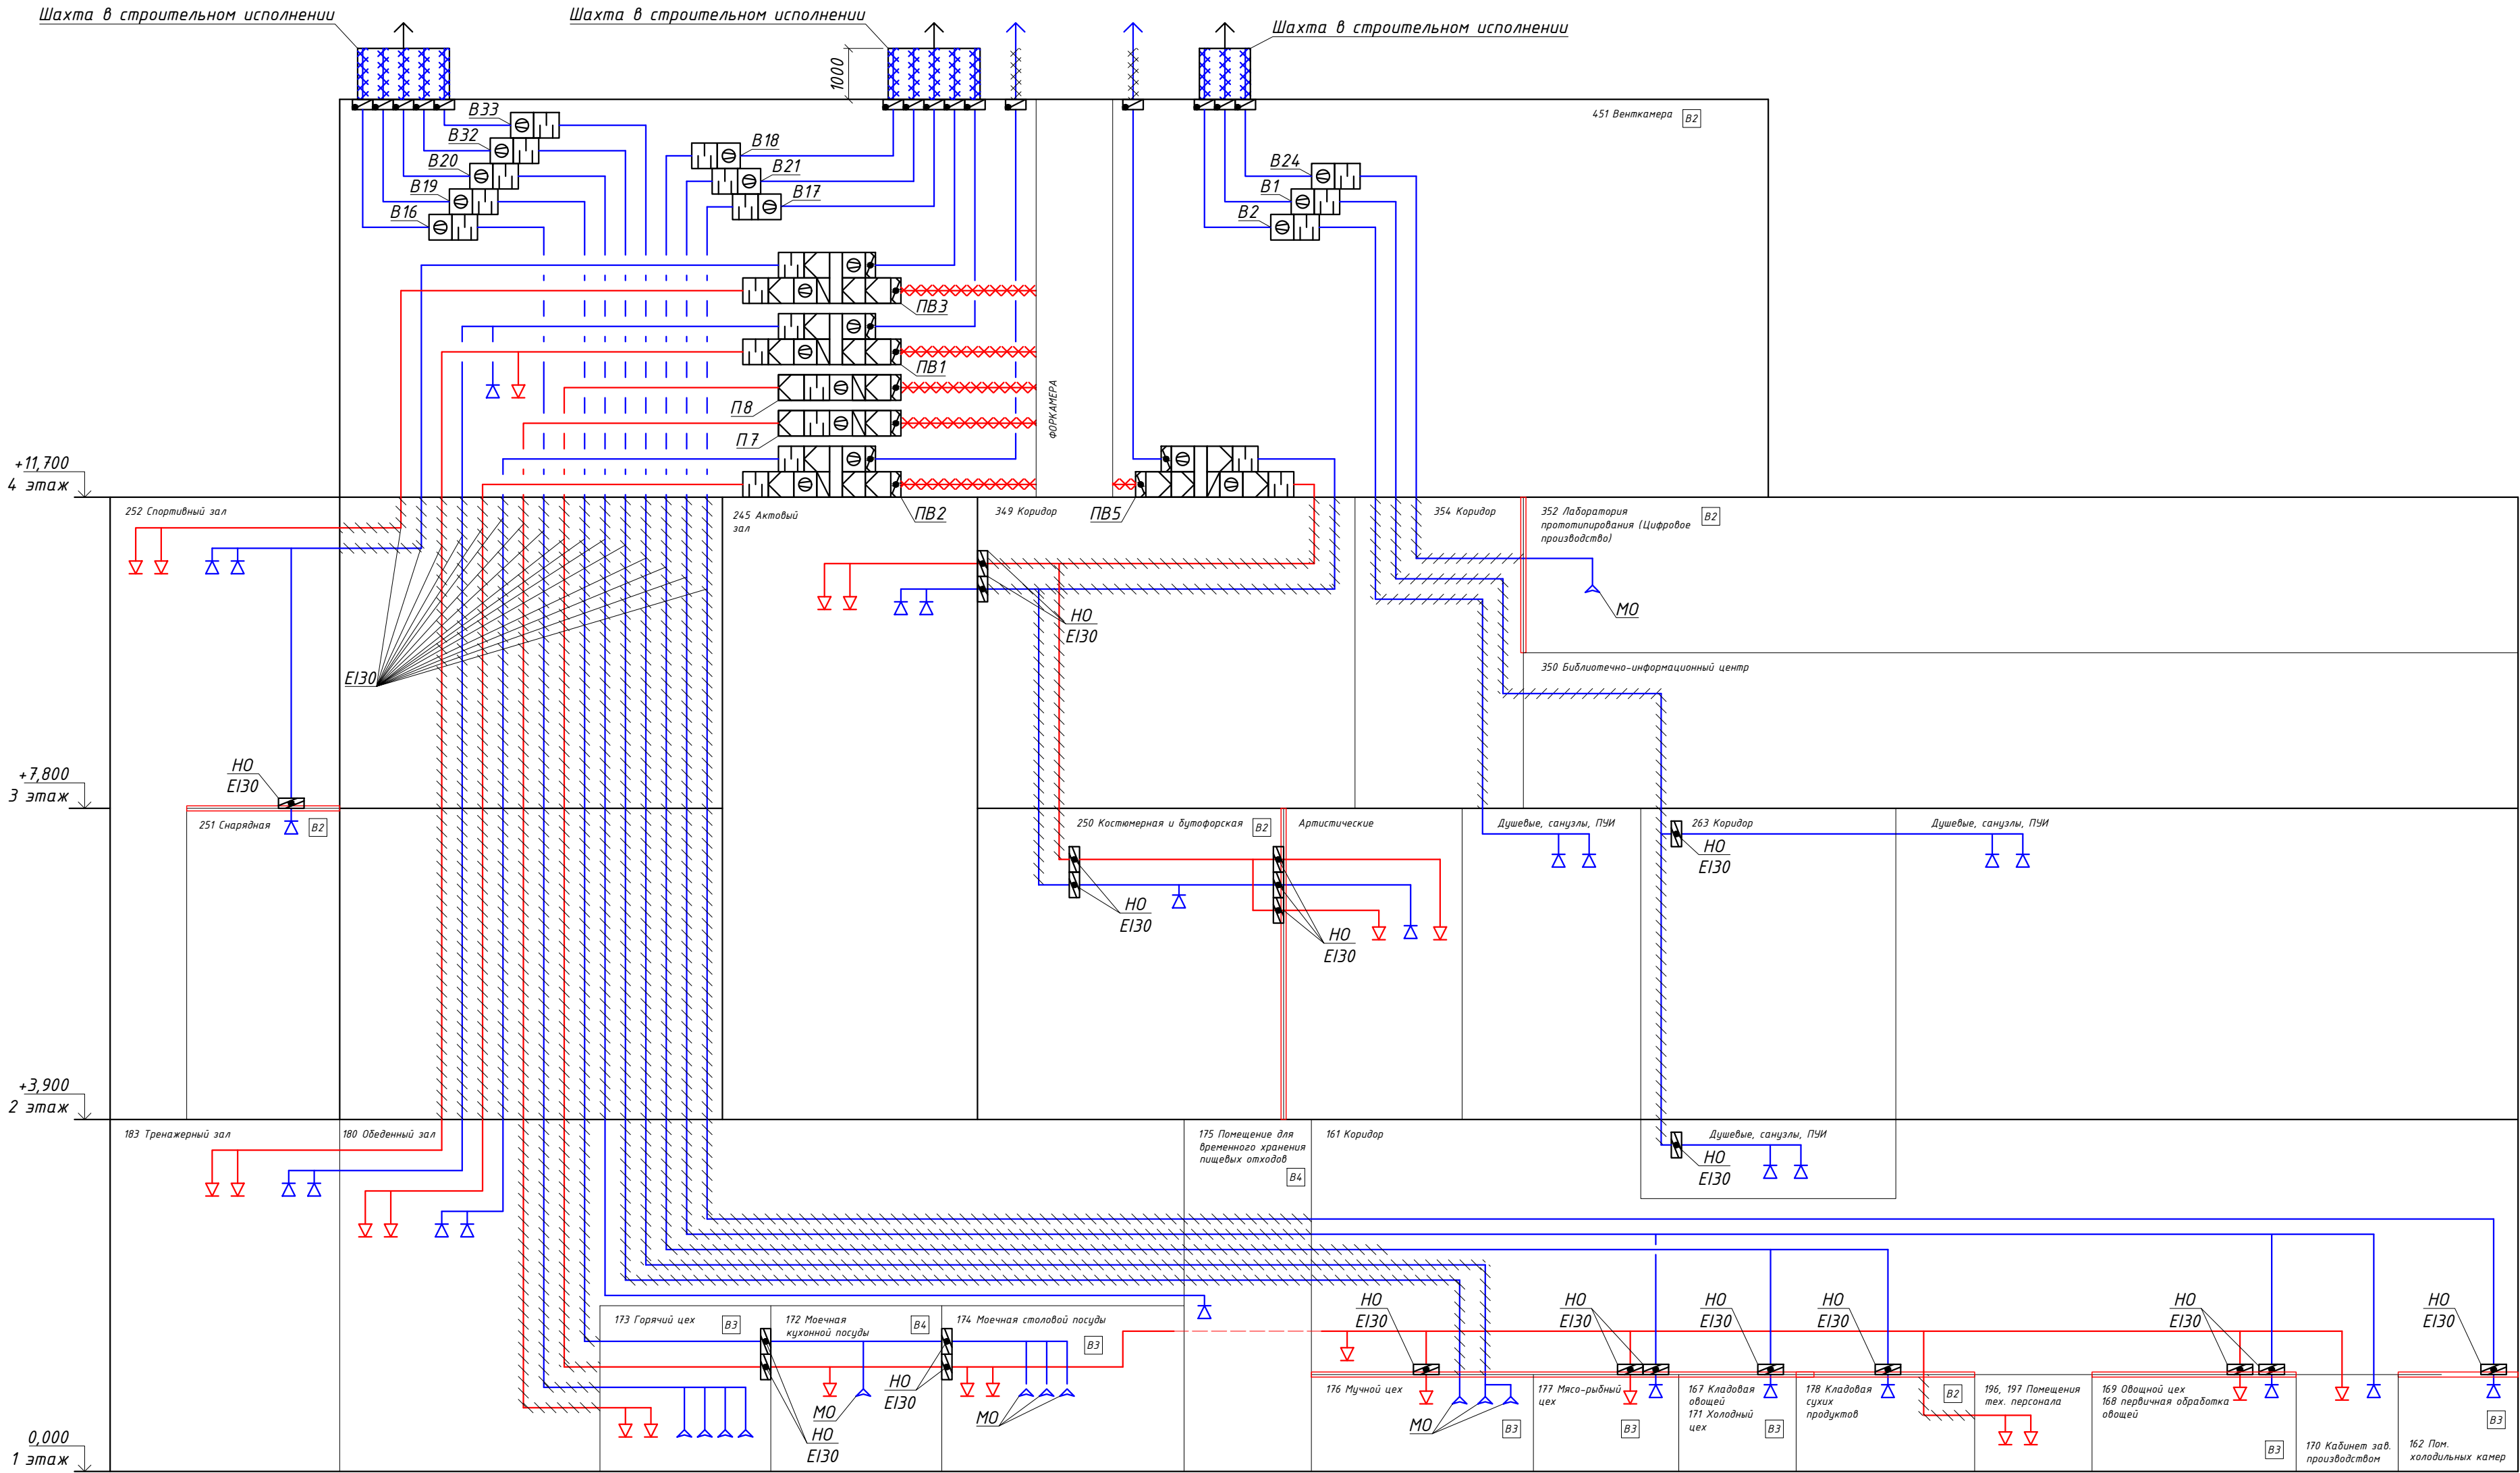 Шахта в строительном исполнении
Шахта в строительном исполнении
Шахта в строительном исполнении
1000
451 Венткамера
В2
В33
В32
В20
В19
В16
В18
В21
В17
В24
В1
В2
ПВ3
ПВ1
П8
П7
ФОРКАМЕРА
+11,700
4 этаж
ПВ2
ПВ5
252 Спортивный зал
245 Актовый
зал
349 Коридор
354 Коридор
352 Лаборатория
прототипирования (Цифровое
производство)
В2
НО
EI30
МО
EI30
350 Библиотечно-информационный центр
НО
EI30
+7,800
3 этаж
251 Снарядная
В2
250 Костюмерная и бутофорская
В2
Артистические
Душевые, санузлы, ПУИ
263 Коридор
Душевые, санузлы, ПУИ
НО
EI30
НО
EI30
НО
EI30
+3,900
2 этаж
183 Тренажерный зал
180 Обеденный зал
175 Помещение для
временного хранения
пищевых отходов
В4
161 Коридор
Душевые, санузлы, ПУИ
НО
EI30
173 Горячий цех
В3
172 Моечная
кухонной посуды
В4
174 Моечная столовой посуды
В3
НО
EI30
НО
EI30
НО
EI30
НО
EI30
НО
EI30
НО
EI30
НО
EI30
МО
НО
EI30
МО
МО
176 Мучной цех
В3
177 Мясо-рыбный
цех
В3
167 Кладовая
овощей
171 Холодный
цех
В3
178 Кладовая
сухих
продуктов
В2
196, 197 Помещения
тех. персонала
169 Овощной цех
168 первичная обработка
овощей
В3
170 Кабинет зав.
производством
162 Пом.
холодильных камер
В3
0,000
1 этаж